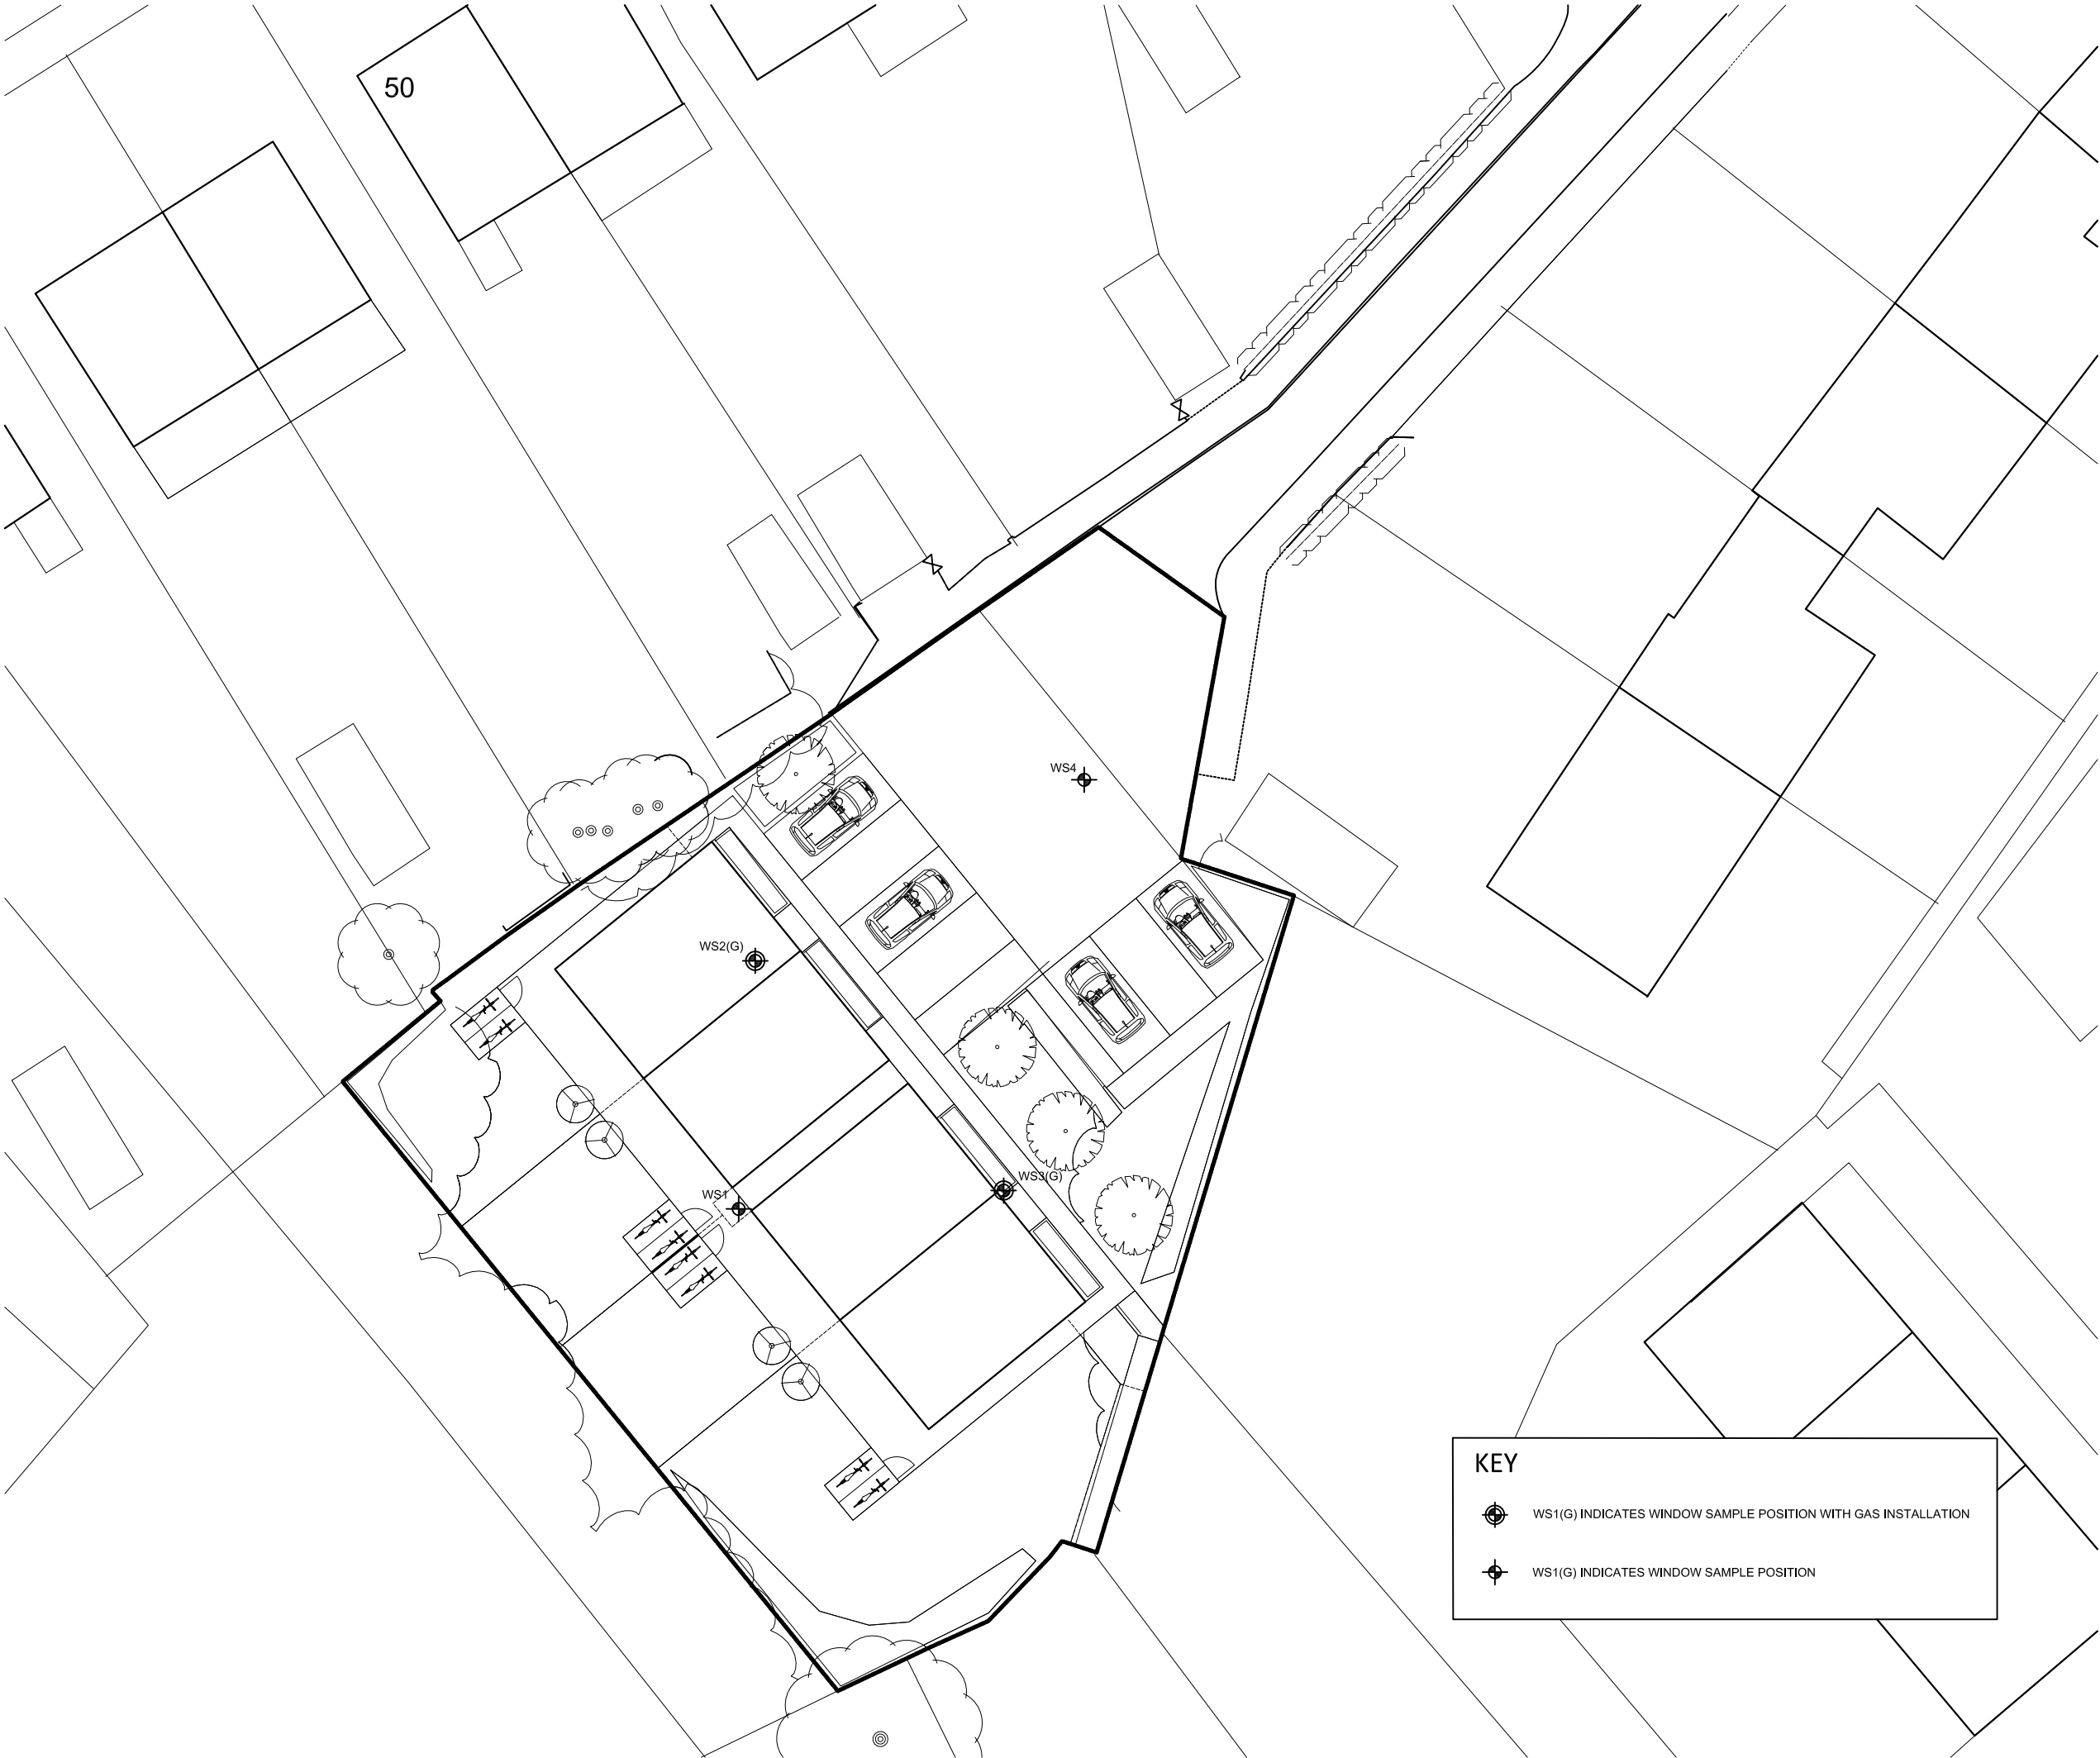 50
WS4
WS2(G)
WS3(G)
WS1
KEY
WS1(G) INDICATES WINDOW SAMPLE POSITION WITH GAS INSTALLATION
WS1(G) INDICATES WINDOW SAMPLE POSITION